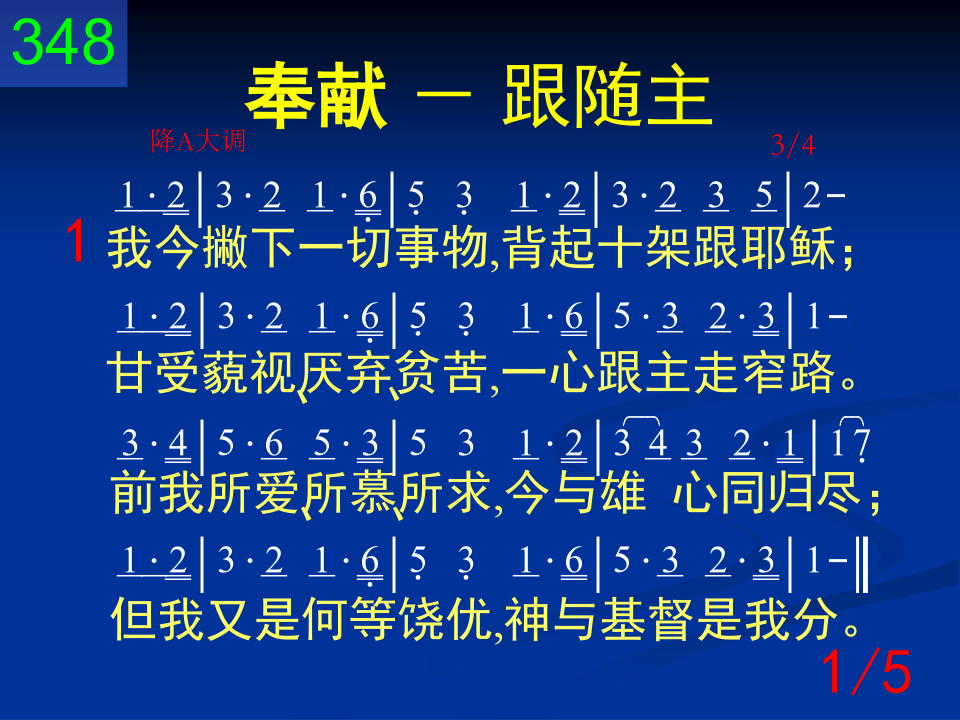 348
奉献 － 跟随主
降A大调 3/4
1·2|3·2 1·6|5 3 1·2|3·2 3 5|2-
1 我今撇下一切事物,背起十架跟耶稣；
1·2|3·2 1·6|5 3 1·6|5·3 2·3|1-
甘受藐视、厌弃、贫苦,一心跟主走窄路。
3·4|5·6 5·3|5 3 1·2|3 4 3 2·1|1 7
前我所爱、所慕、所求,今与雄 心同归尽；
1·2|3·2 1·6|5 3 1·6|5·3 2·3|1-‖
但我又是何等饶优,神与基督是我分。
1/5